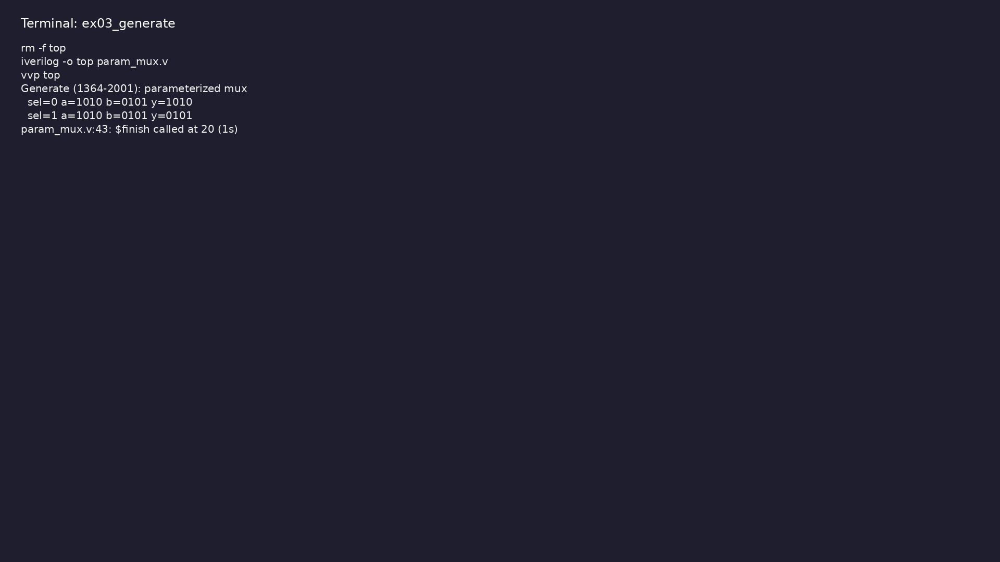 Terminal: ex03_generate
rm -f top
iverilog -o top param_mux.v
vvp top
Generate (1364-2001): parameterized mux
sel=0 a=1010 b=0101 y=1010
sel=1 a=1010 b=0101 y=0101
param_mux.v:43: $finish called at 20 (1s)